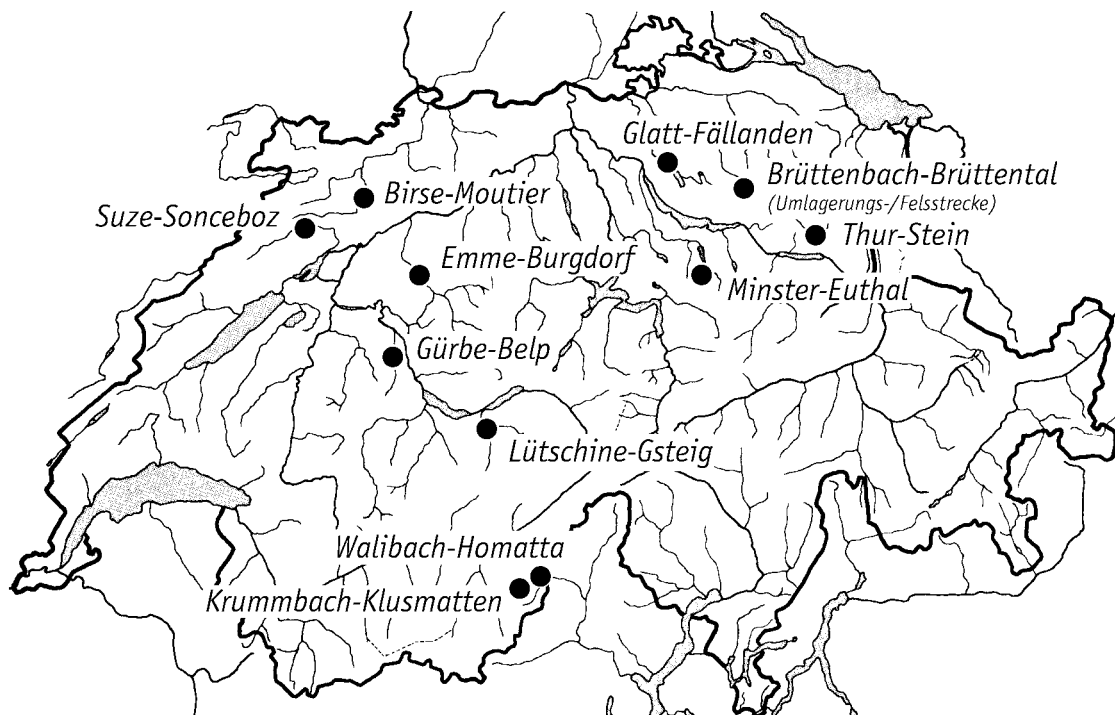 Glatt-Fällanden
Brüttenbach-Brüttental
(Umlagerungs-/Felsstrecke)
Birse-Moutier
Suze-Sonceboz
Thur-Stein
Emme-Burgdorf
Minster-Euthal
Gürbe-Belp
Lütschine-Gsteig
Walibach-Homatta
Krummbach-Klusmatten